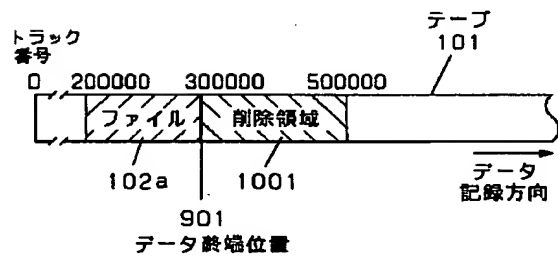 トラック
番号
テープ
101
0 200000 300000 500000
ファイル
削除領域
102a
1001
データ
記録方向
901
データ終端位置